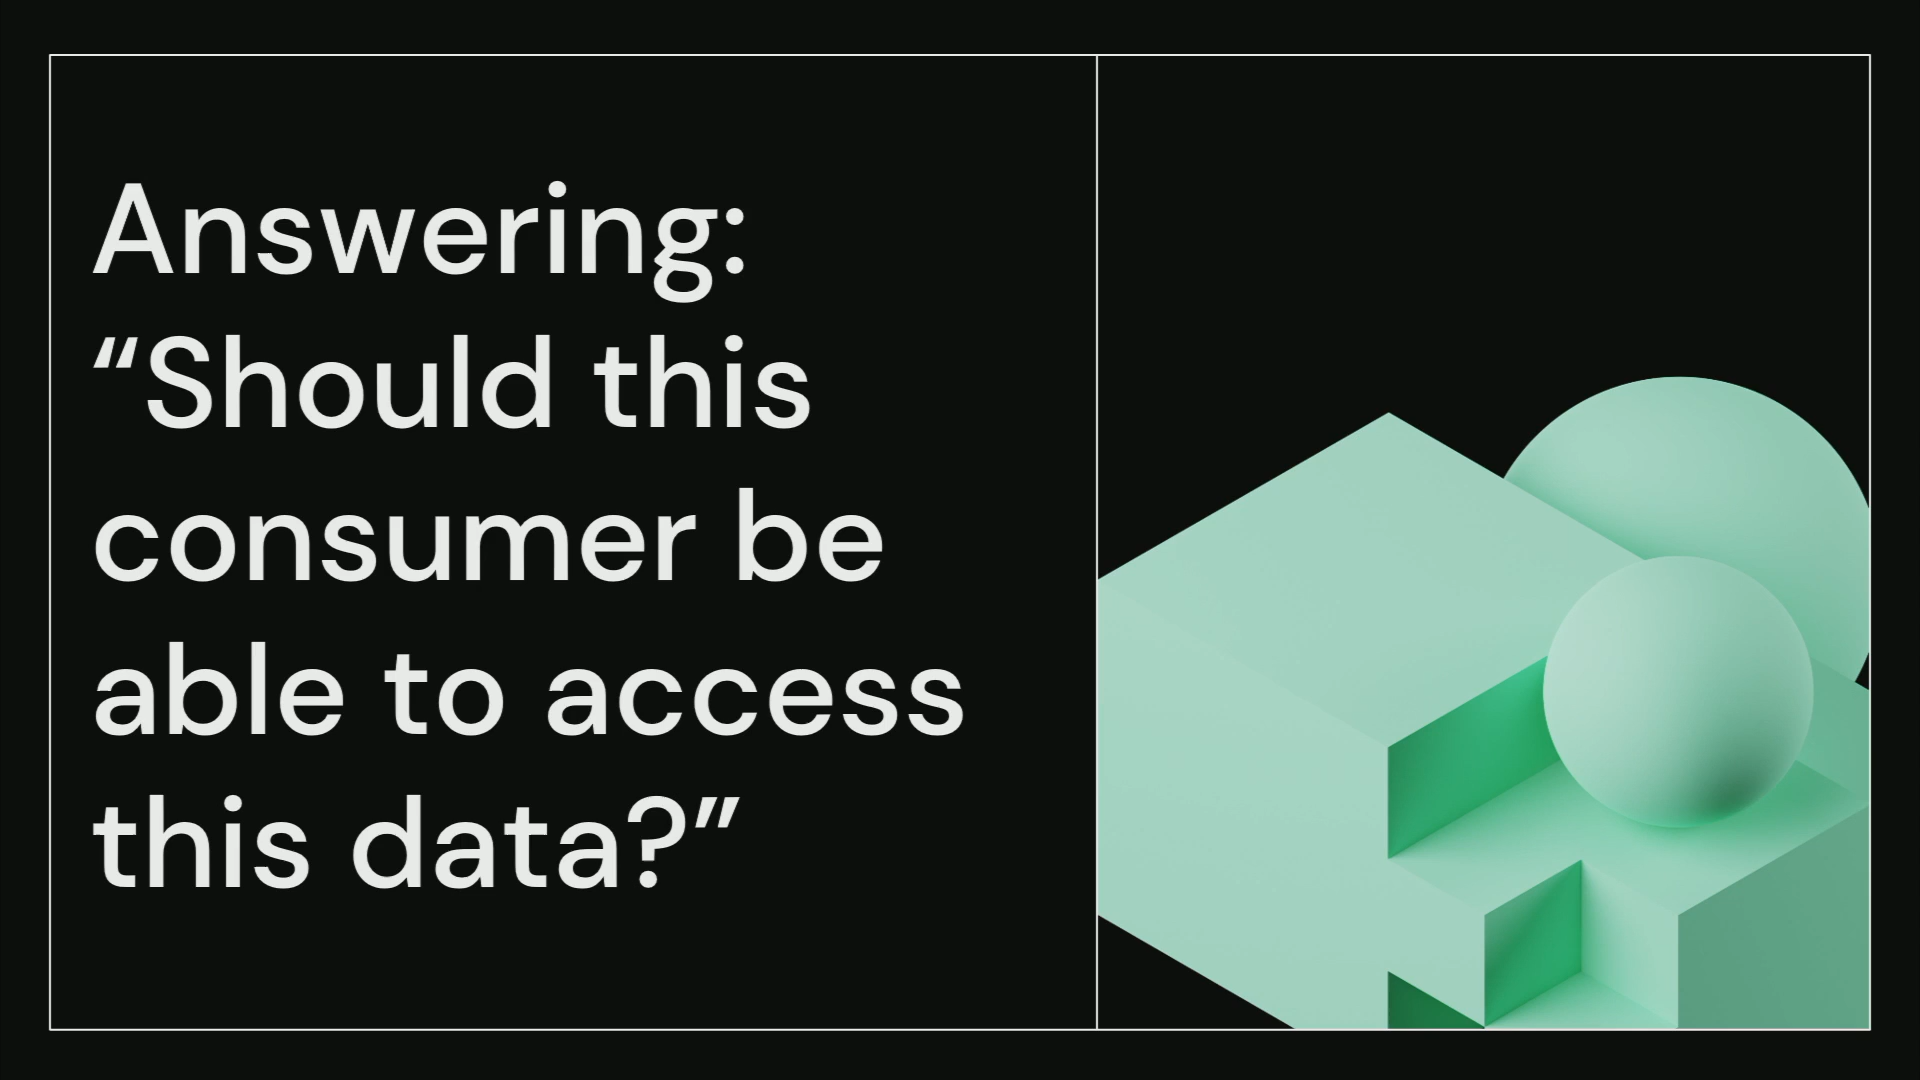 Answering:
“Should this
consumer be
able to access
this data?”